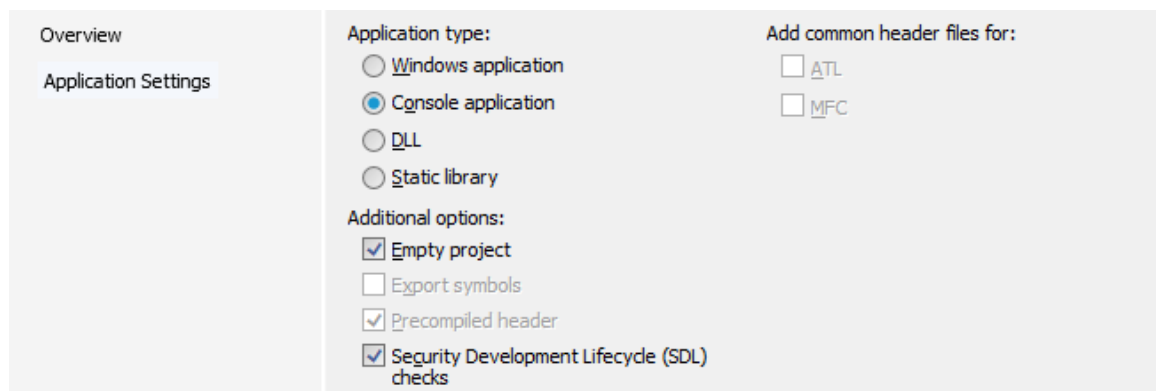 Overview
Application Settings
Application type:
Windows application
Console application
DLL
Static library
Additional options:
Empty project
Export symbols
Precompiled header
Security Development Lifecycle (SDL)
checks
Add common header files for:
ATL
MFC